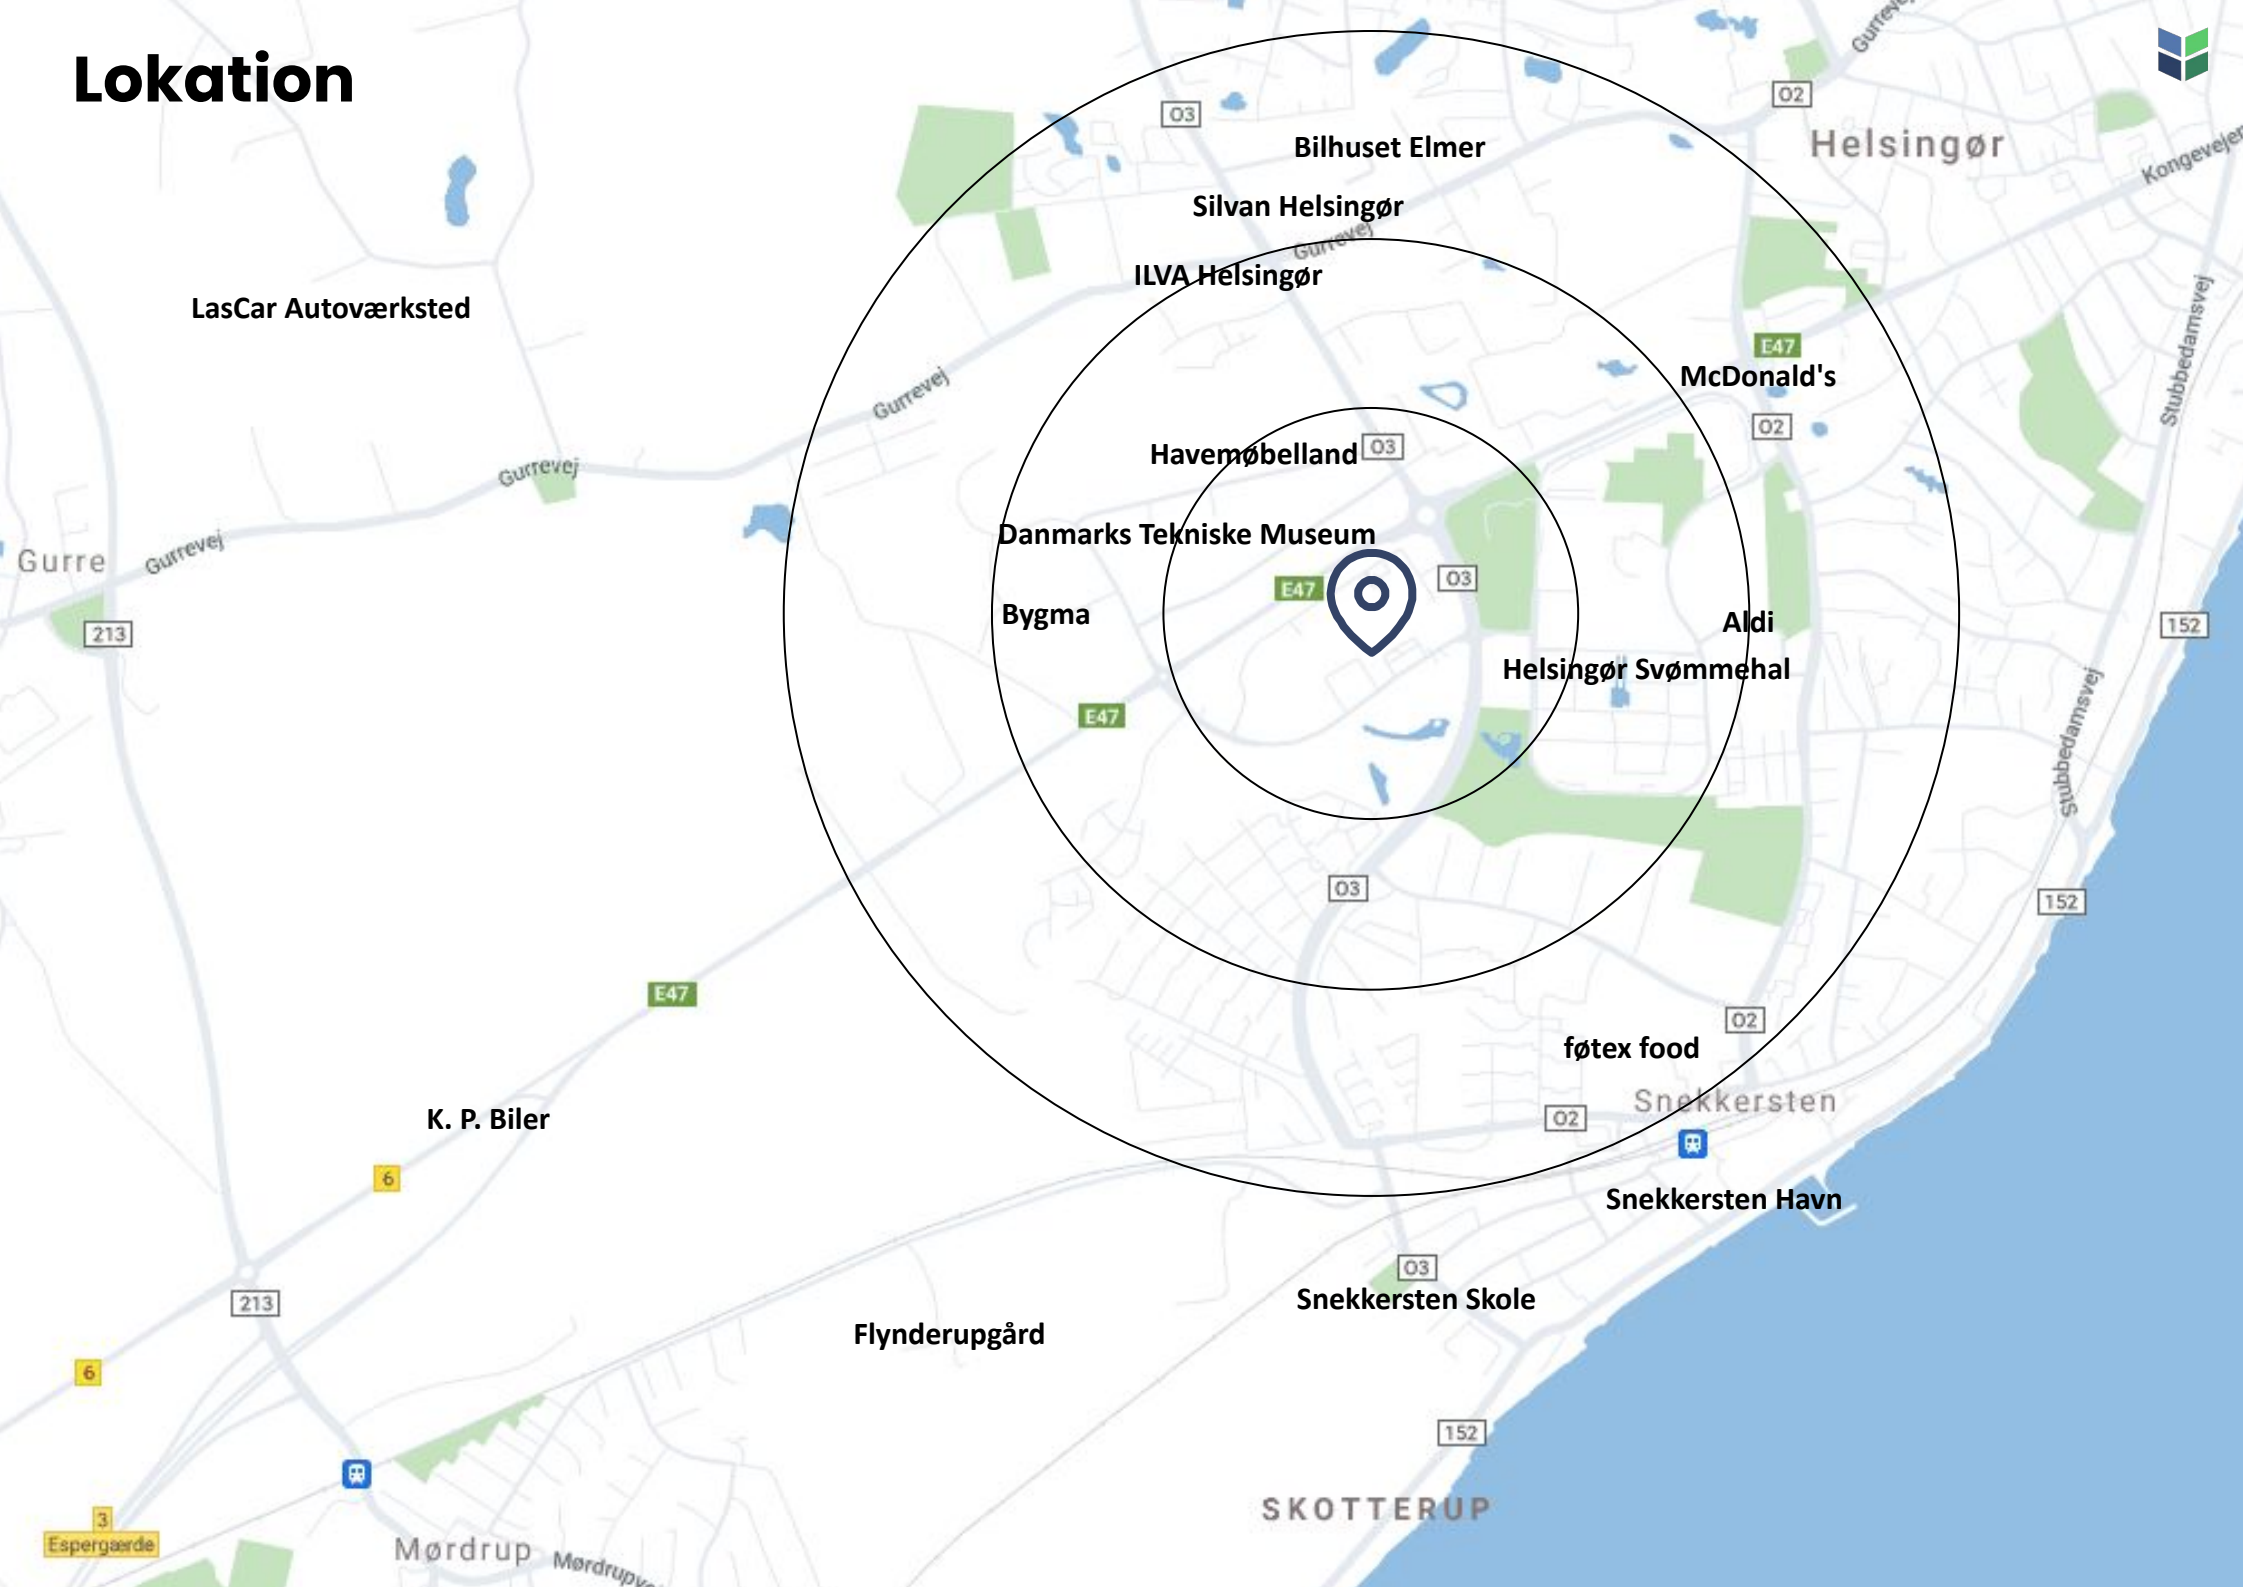 Lokation
Gurrevej
O2
O3
Helsingør
Bilhuset Elmer
Kongevejen
Silvan Helsingør
Gurrevej
ILVA Helsingør
LasCar Autoværksted
Stubbedamsvej
E47
McDonald's
Gurrevej
O2
Havemøbelland
O3
Gurrevej
Danmarks Tekniske Museum
Gurrevej
Gurre
E47
O3
Bygma
Aldi
152
213
Helsingør Svømmehal
E47
Stubbedamsvej
O3
152
E47
O2
føtex food
Snekkersten
K. P. Biler
O2
6
Snekkersten Havn
O3
213
Snekkersten Skole
Flynderupgård
6
152
SKOTTERUP
3
Espergærde
Mørdrup